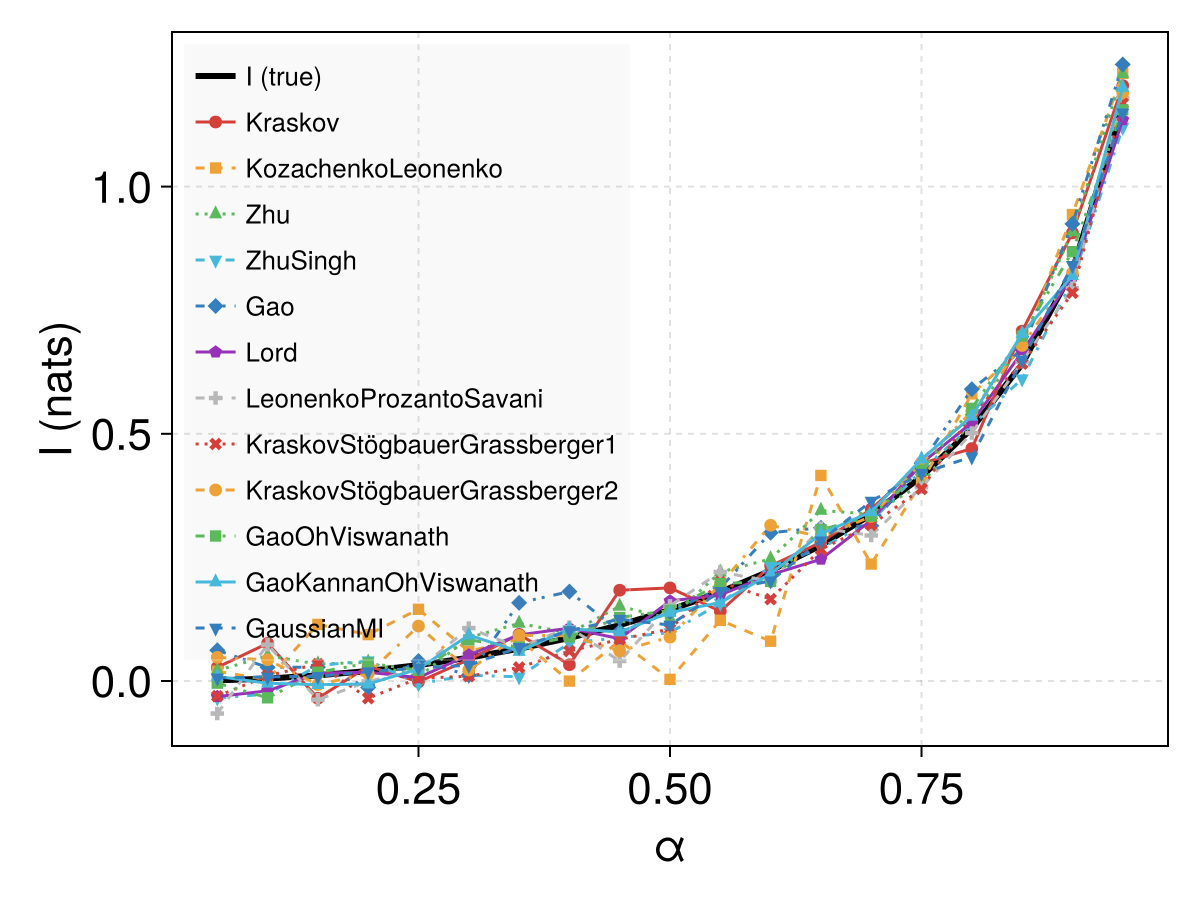 I (true)
Kraskov
KozachenkoLeonenko
Zhu
ZhuSingh
Gao
Lord
LeonenkoProzantoSavani
KraskovStögbauerGrassberger1
KraskovStögbauerGrassberger2
GaoOhViswanath
GaoKannanOhViswanath
GaussianMI
1.0
0.5
0.0
I (nats)
0.25 0.50 0.75
α